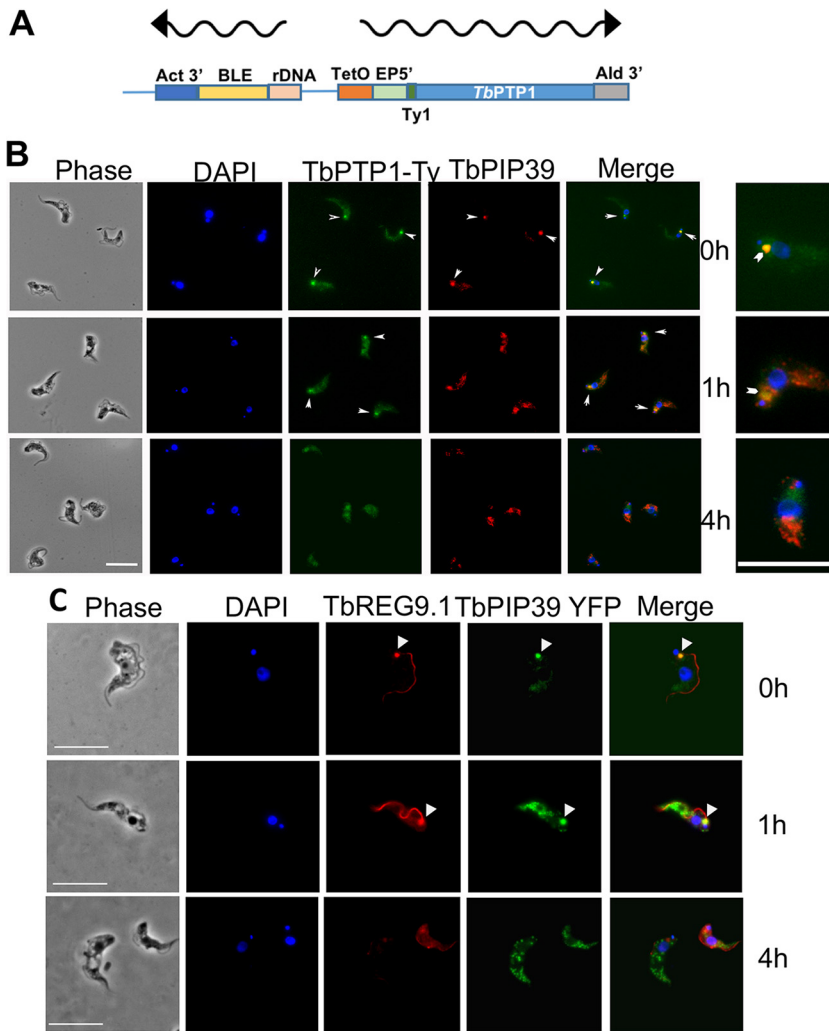 A
Act 3' BLE rDNA TetO EP5' Ald 3'
TbPTP1
Ty1
B
Phase DAPI TbPTP1-Ty TbPIP39 Merge
0h
1h
4h
C
Phase DAPI TbREG9.1 TbPIP39 YFP Merge
0h
1h
4h